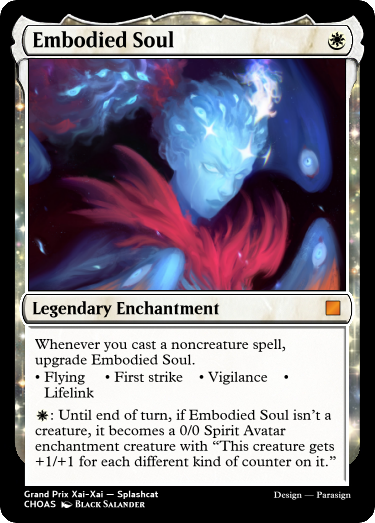 Embodied Soul
Legendary Enchantment
Whenever you cast a noncreature spell,
upgrade Embodied Soul.
• Flying • First strike • Vigilance •
Lifelink
: Until end of turn, if Embodied Soul isn't a
creature, it becomes a 0/0 Spirit Avatar
enchantment creature with “This creature gets
+1/+1 for each different kind of counter on it.”
Grand Prix Xai-Xai — Splashcat
CHOAS Black Salander
Design — Parasign